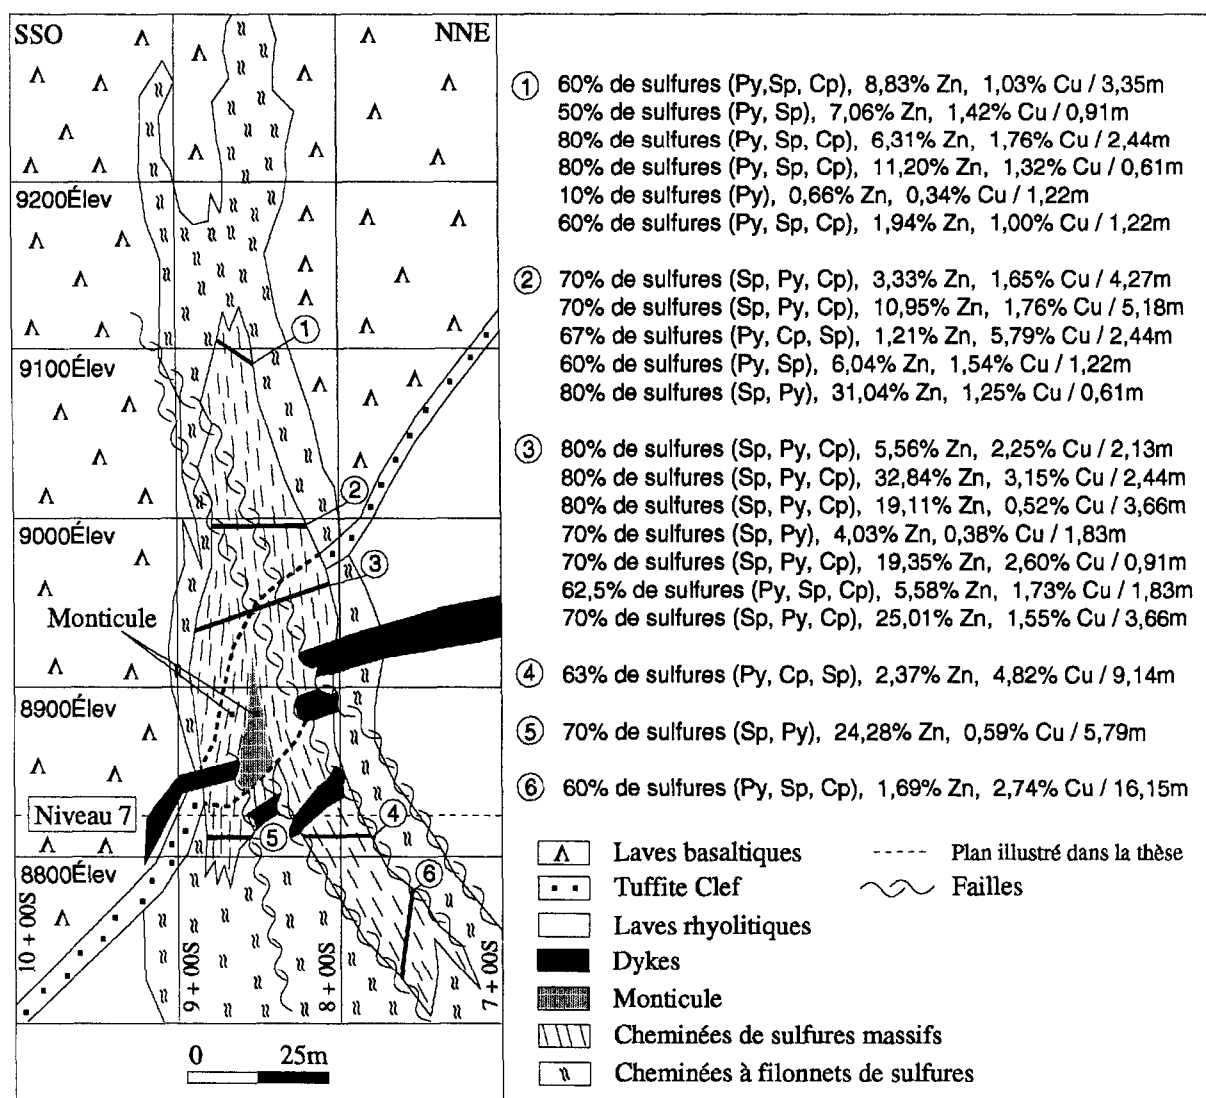 SSO
NNE
9200Élev
9100Élev
9000Élev
8900Élev
8800Élev
Monticule
Niveau 7
10 + 00S
9 + 00S
8 + 00S
7 + 00S
0 25m
1
2
3
4
5
6
① 60% de sulfures (Py,Sp, Cp), 8,83% Zn, 1,03% Cu / 3,35m
50% de sulfures (Py, Sp), 7,06% Zn, 1,42% Cu / 0,91m
80% de sulfures (Py, Sp, Cp), 6,31% Zn, 1,76% Cu / 2,44m
80% de sulfures (Py, Sp, Cp), 11,20% Zn, 1,32% Cu / 0,61m
10% de sulfures (Py), 0,66% Zn, 0,34% Cu / 1,22m
60% de sulfures (Py, Sp, Cp), 1,94% Zn, 1,00% Cu / 1,22m
② 70% de sulfures (Sp, Py, Cp), 3,33% Zn, 1,65% Cu / 4,27m
70% de sulfures (Sp, Py, Cp), 10,95% Zn, 1,76% Cu / 5,18m
67% de sulfures (Py, Cp, Sp), 1,21% Zn, 5,79% Cu / 2,44m
60% de sulfures (Py, Sp), 6,04% Zn, 1,54% Cu / 1,22m
80% de sulfures (Sp, Py), 31,04% Zn, 1,25% Cu / 0,61m
③ 80% de sulfures (Sp, Py, Cp), 5,56% Zn, 2,25% Cu / 2,13m
80% de sulfures (Sp, Py, Cp), 32,84% Zn, 3,15% Cu / 2,44m
80% de sulfures (Sp, Py, Cp), 19,11% Zn, 0,52% Cu / 3,66m
70% de sulfures (Sp, Py), 4,03% Zn, 0,38% Cu / 1,83m
70% de sulfures (Sp, Py, Cp), 19,35% Zn, 2,60% Cu / 0,91m
62,5% de sulfures (Py, Sp, Cp), 5,58% Zn, 1,73% Cu / 1,83m
70% de sulfures (Sp, Py, Cp), 25,01% Zn, 1,55% Cu / 3,66m
④ 63% de sulfures (Py, Cp, Sp), 2,37% Zn, 4,82% Cu / 9,14m
⑤ 70% de sulfures (Sp, Py), 24,28% Zn, 0,59% Cu / 5,79m
⑥ 60% de sulfures (Py, Sp, Cp), 1,69% Zn, 2,74% Cu / 16,15m
Laves basaltiques
Tuffite Clef
Laves rhyolitiques
Dykes
Monticule
Cheminées de sulfures massifs
Cheminées à filonnets de sulfures
Plan illustré dans la thèse
Failles